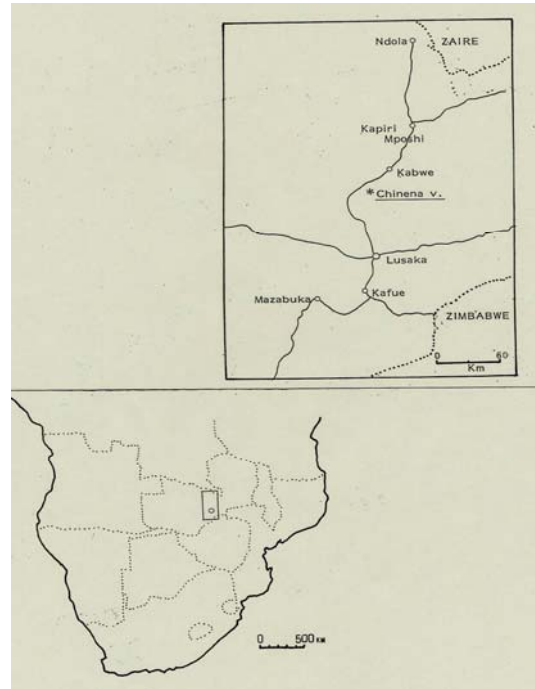 Ndola
ZAIRE
Kapiri
Mposhi
Kabwe
* Chinena v.
Lusaka
Mazabuka
Kafue
ZIMBABWE
0 60
Km
0 500 KM